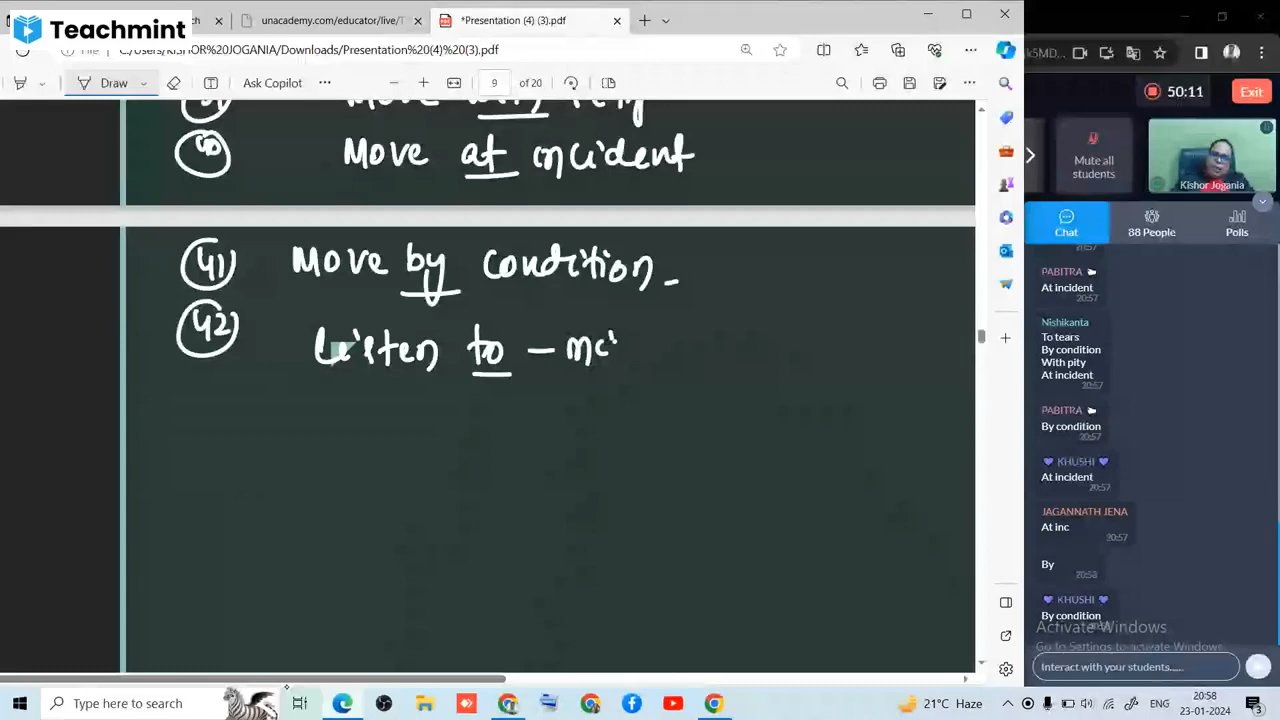 Teachmint
unacademy.com/educator/live/T
*Presentation (4) (3).pdf
C:/Users/KISHOR%20JOGANIA/Downloads/Presentation%20(4)%20(3).pdf
Draw
Ask Copilot
9 of 20
50:11
Exit
Mute all students
Kishor Jogania
Chat
88 People
Polls
Move at incident
41 Move by condition -
42 Listen to - inci
20:57
PABITRA
At incident
20:57
Nishikanta
To tears
By condition
With pity
At incident
20:57
PABITRA
By condition
20:57
KHUSHI
At incident
20:57
JAGANNATH JENA
At inc
20:57
By
20:58
KHUSHI
By condition
Activate Windows
Go to Settings to activate Windows.
Interact with your students......
Type here to search
21°C Haze
ENG
20:58
23-01-2024
3